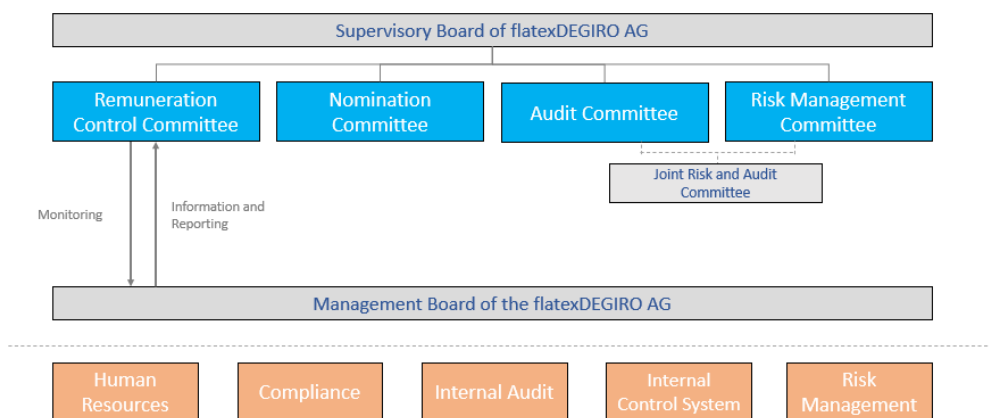 Supervisory Board of flatexDEGIRO AG
Remuneration
Control Committee
Nomination
Committee
Audit Committee
Risk Management
Committee
Joint Risk and Audit
Committee
Monitoring
Information and
Reporting
Management Board of the flatexDEGIRO AG
Human
Resources
Compliance
Internal Audit
Internal
Control System
Risk
Management